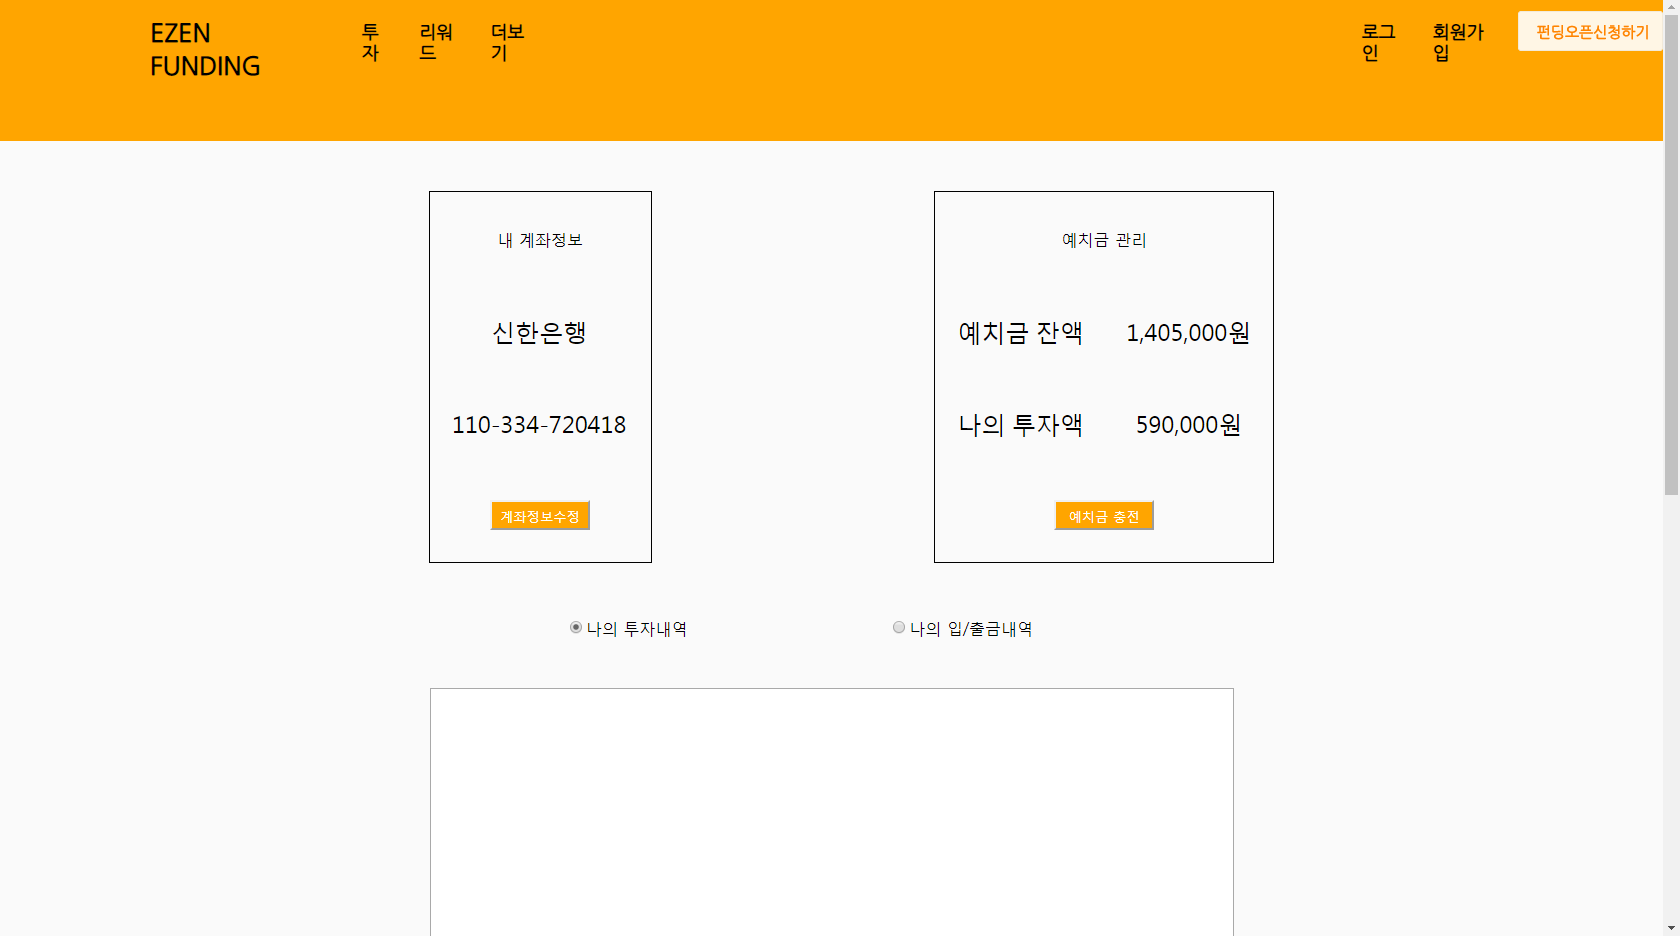 EZEN
FUNDING
투
자
리워
드
더보
기
로그
인
회원가
입
펀딩오픈신청하기
내 계좌정보
신한은행
110-334-720418
계좌정보수정
예치금 관리
예치금 잔액 1,405,000원
나의 투자액 590,000원
예치금 충전
나의 투자내역
나의 입/출금내역